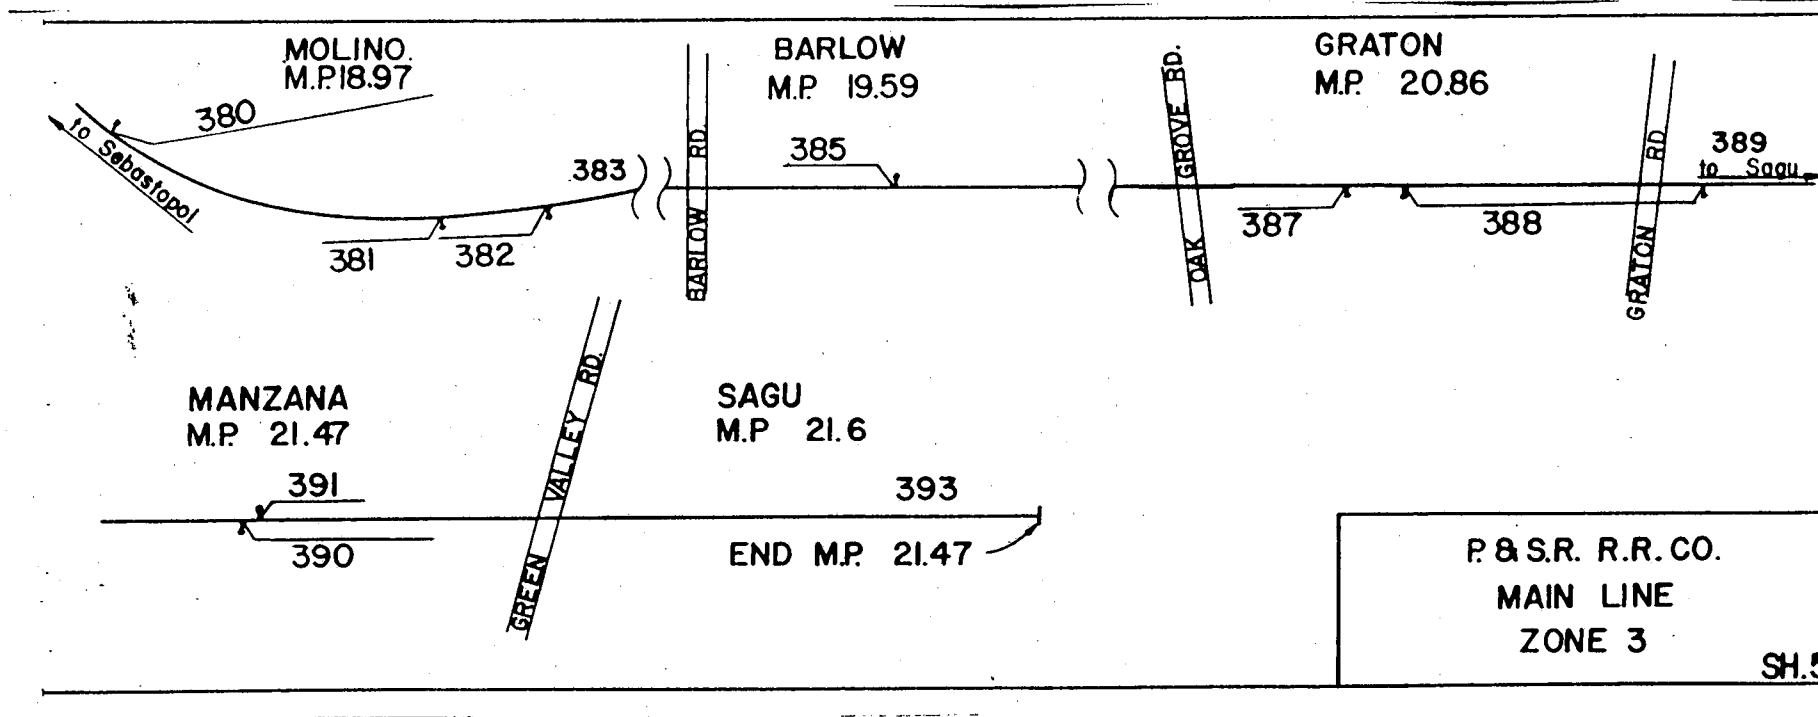 MOLINO.
M.P.18.97
BARLOW
M.P. 19.59
GRATON
M.P. 20.86
380
to Sebastopol
381
382
383
BARLOW RD.
385
OAK GROVE RD.
387
388
GRATON RD
389
to Sagu
MANZANA
M.P. 21.47
391
390
GREEN VALLEY RD.
SAGU
M.P 21.6
393
END M.P. 21.47
P. & S.R. R.R. CO.
MAIN LINE
ZONE 3
SH.5